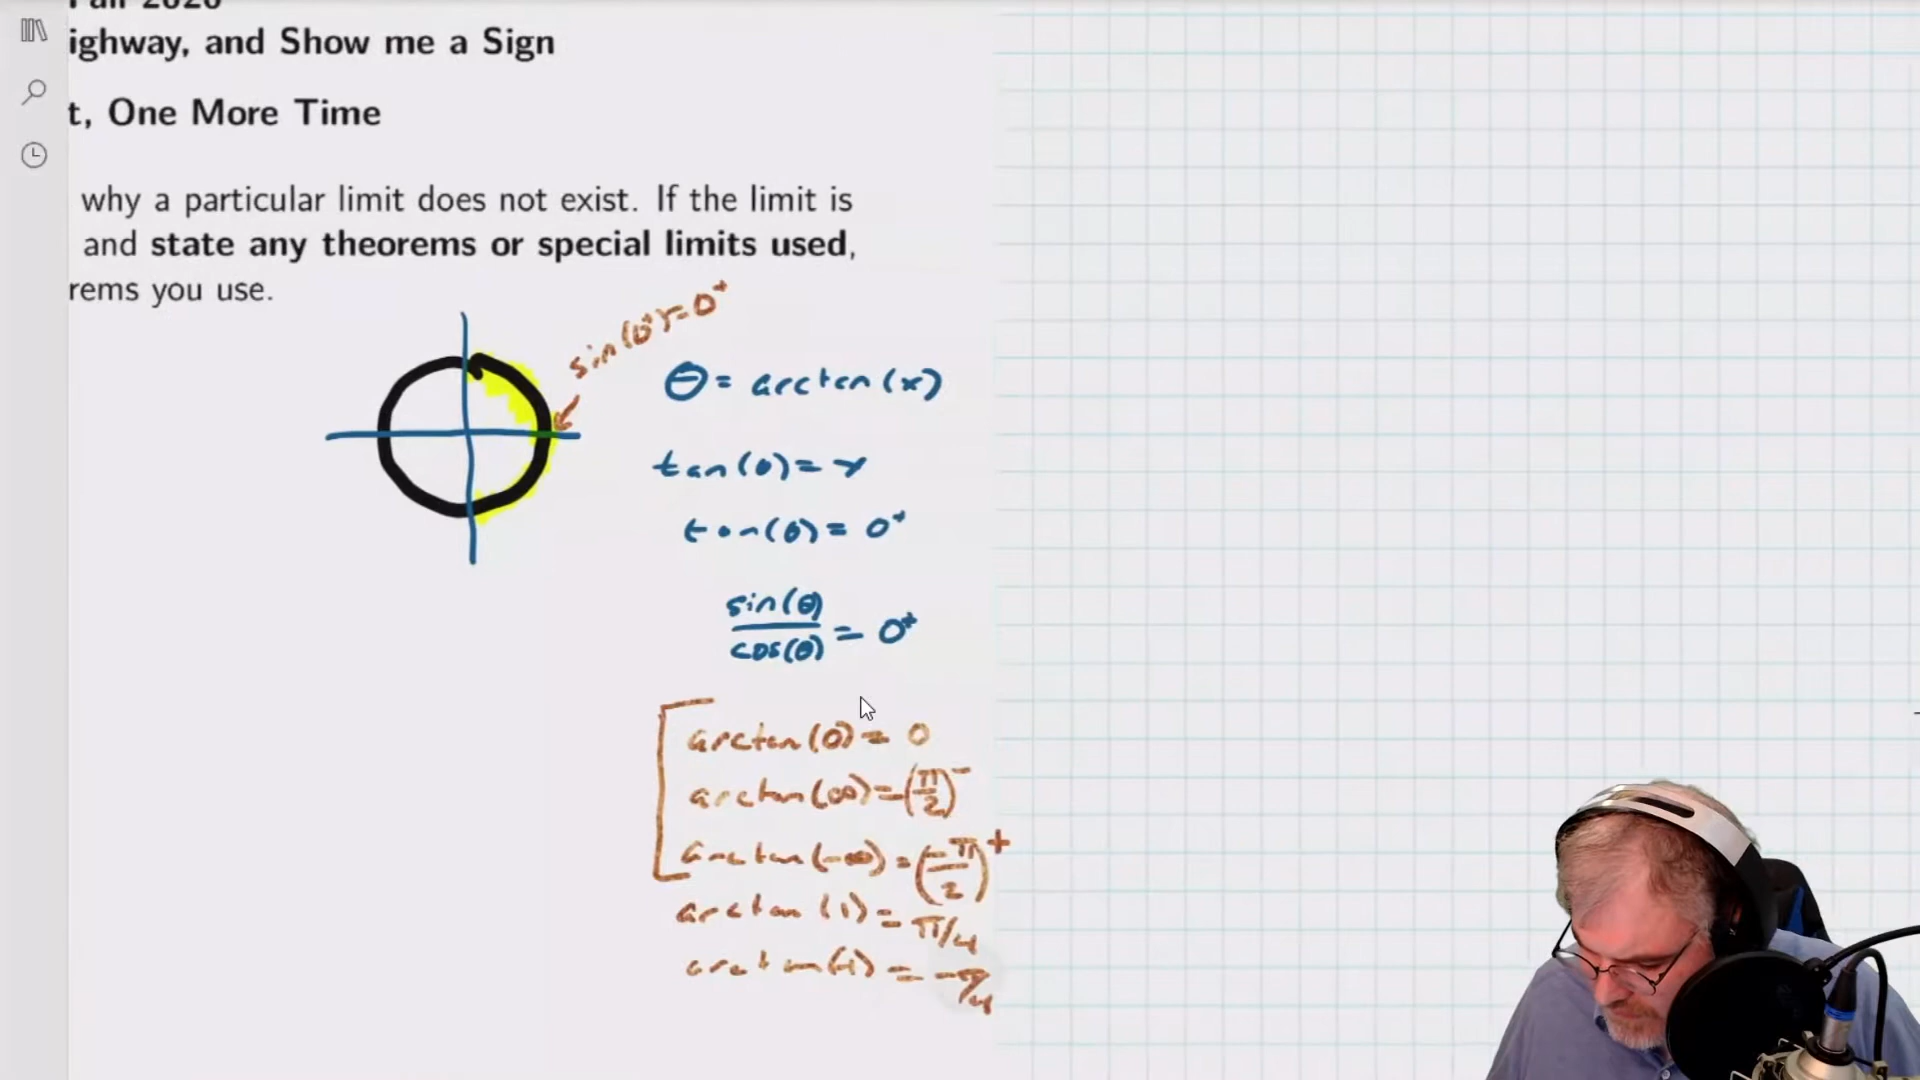 Fall 2020
ighway, and Show me a Sign
t, One More Time
why a particular limit does not exist. If the limit is
and state any theorems or special limits used,
rems you use.
sin(0⁺)=0⁺
θ = arctan(x)
tan(θ) = x
tan(θ) = 0⁺
sin(θ)
cos(θ) = 0⁺
arctan(0) = 0
arctan(∞) = (π/2)⁻
arctan(-∞) = (-π/2)⁺
arctan(1) = π/4
arctan(-1) = -π/4